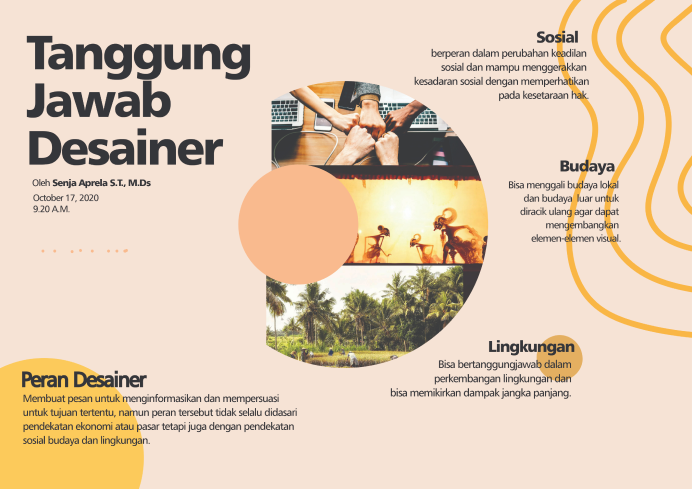 Tanggung
Jawab
Desainer
Oleh Senja Aprela S.T., M.Ds
October 17, 2020
9.20 A.M.
Sosial
berperan dalam perubahan keadilan
sosial dan mampu menggerakkan
kesadaran sosial dengan memperhatikan
pada kesetaraan hak.
Budaya
Bisa menggali budaya lokal
dan budaya luar untuk
diracik ulang agar dapat
mengembangkan
elemen-elemen visual.
Lingkungan
Bisa bertanggungjawab dalam
perkembangan lingkungan dan
bisa memikirkan dampak jangka panjang.
Peran Desainer
Membuat pesan untuk menginformasikan dan mempersuasi
untuk tujuan tertentu, namun peran tersebut tidak selalu didasari
pendekatan ekonomi atau pasar tetapi juga dengan pendekatan
sosial budaya dan lingkungan.